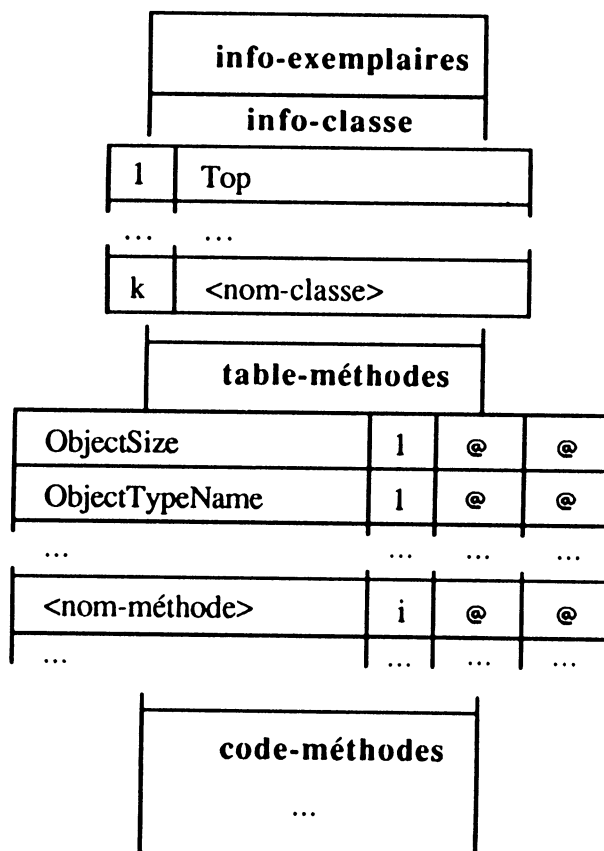 info-exemplaires
info-classe
1 Top
... ...
k <nom-classe>
table-méthodes
ObjectSize 1 @ @
ObjectTypeName 1 @ @
... ... ... ...
<nom-méthode> i @ @
... ... ... ...
code-méthodes
...